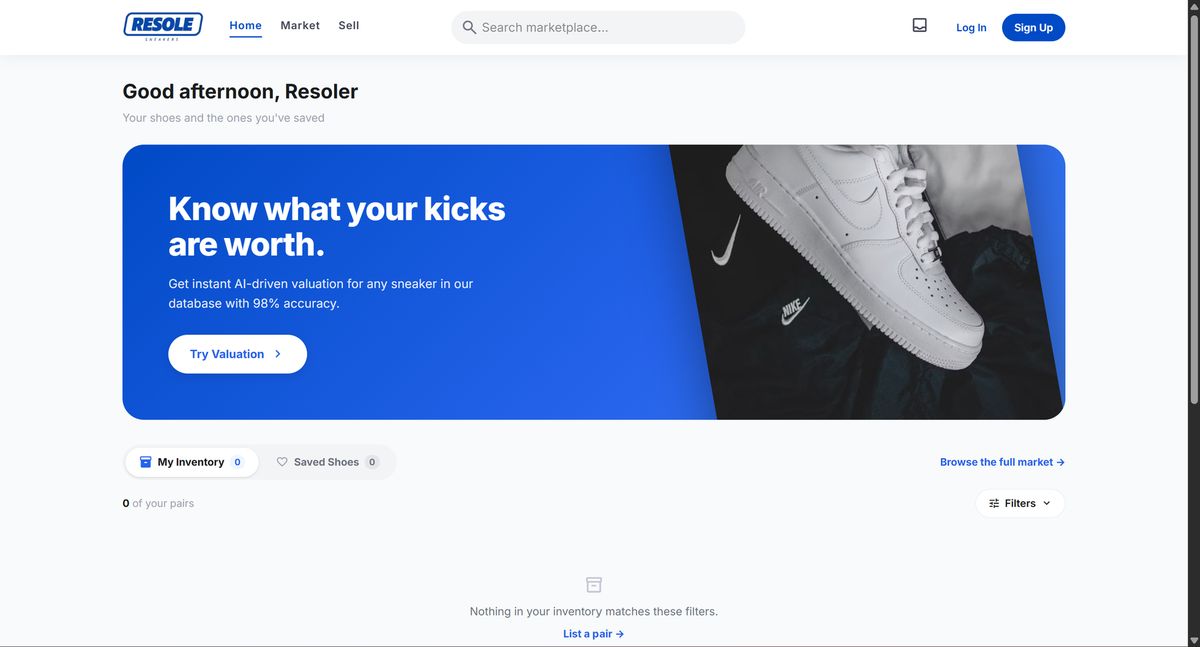 RESOLE
SNEAKERS
Home
Market
Sell
Search marketplace...
Log In
Sign Up
Good afternoon, Resoler
Your shoes and the ones you've saved
Know what your kicks
are worth.
Get instant AI-driven valuation for any sneaker in our
database with 98% accuracy.
Try Valuation
AIR
NIKE
My Inventory 0
Saved Shoes 0
Browse the full market →
0 of your pairs
Filters
Nothing in your inventory matches these filters.
List a pair →